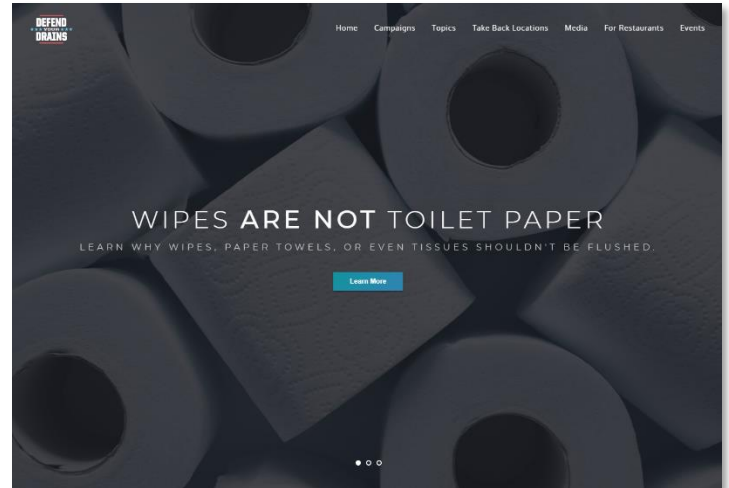 DEFEND
YOUR
DRAINS
Home Campaigns Topics Take Back Locations Media For Restaurants Events
WIPES ARE NOT TOILET PAPER
LEARN WHY WIPES, PAPER TOWELS, OR EVEN TISSUES SHOULDN'T BE FLUSHED.
Learn More